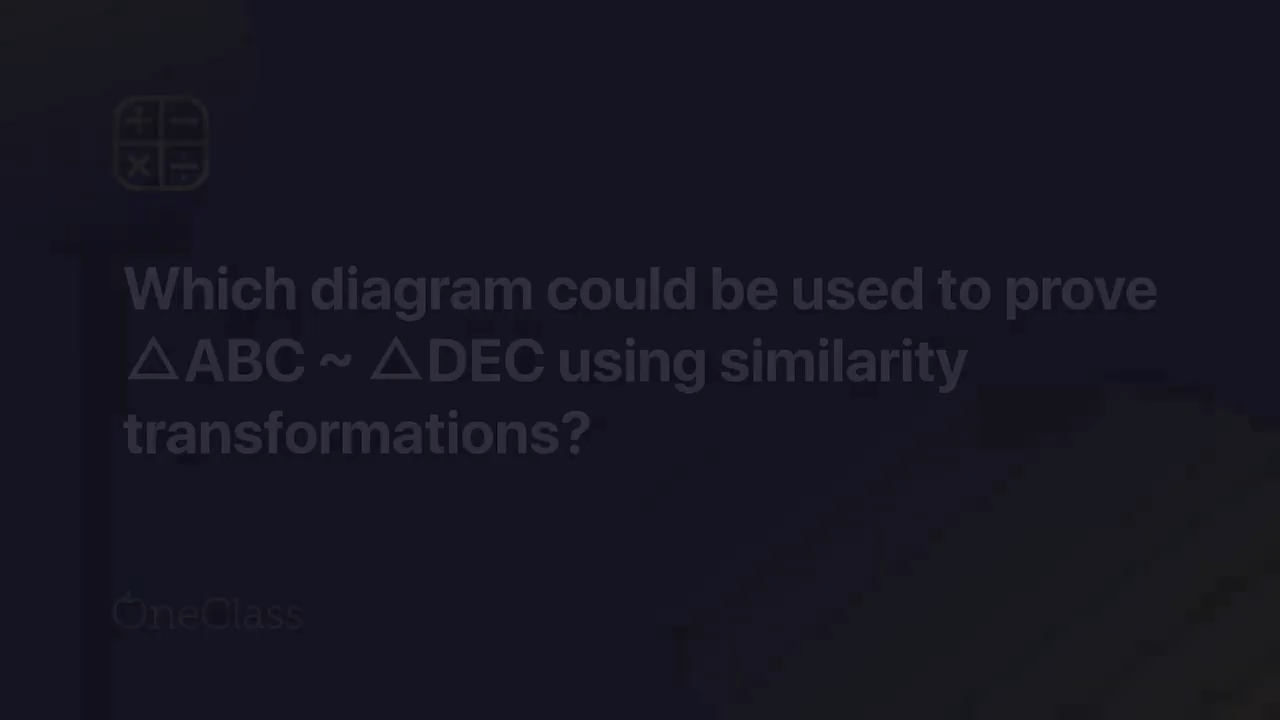 Which diagram could be used to prove
△ABC ~ △DEC using similarity
transformations?
OneClass